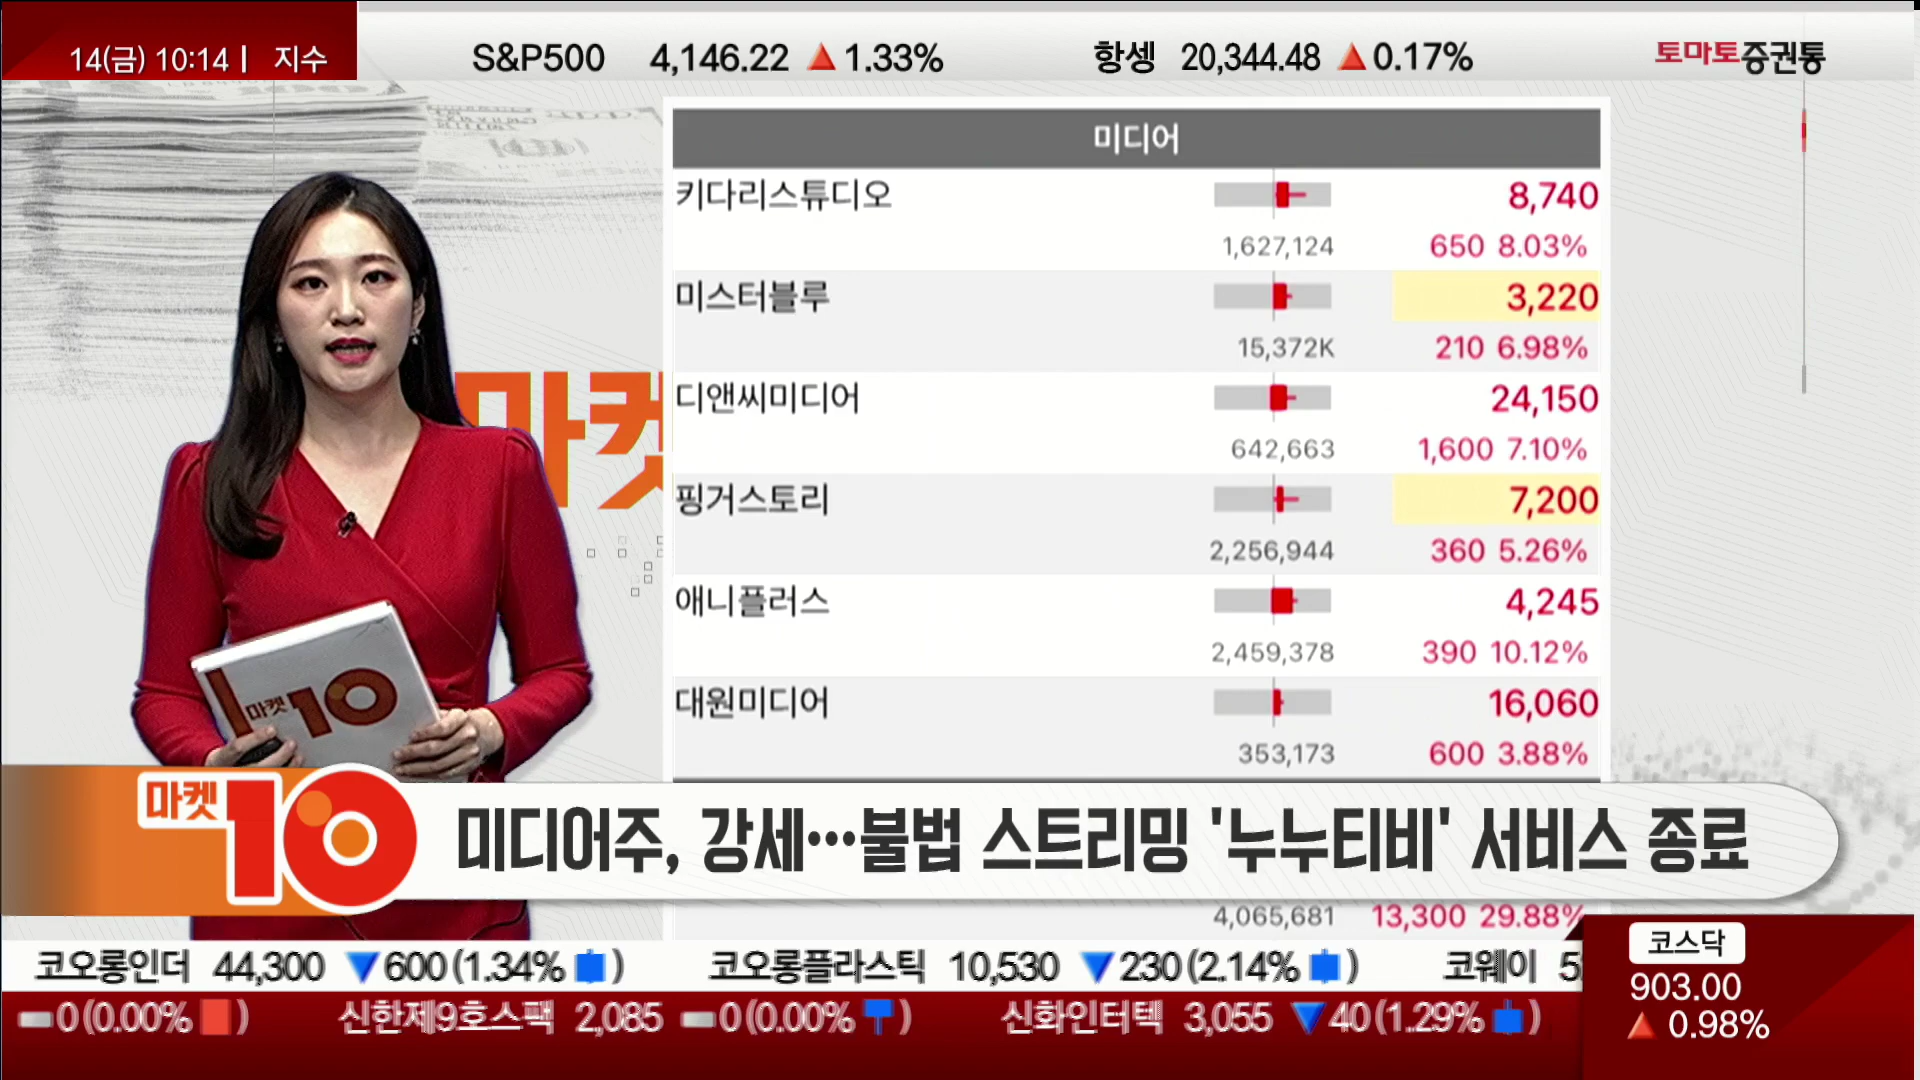 14(금) 10:14 지수
S&P500 4,146.22 ▲ 1.33%
항셍 20,344.48 ▲ 0.17%
토마토증권통
미디어
키다리스튜디오 8,740
1,627,124 650 8.03%
미스터블루 3,220
15,372K 210 6.98%
디앤씨미디어 24,150
642,663 1,600 7.10%
핑거스토리 7,200
2,256,944 360 5.26%
애니플러스 4,245
2,459,378 390 10.12%
대원미디어 16,060
353,173 600 3.88%
마켓
마켓10
마켓10
미디어주, 강세…불법 스트리밍 '누누티비' 서비스 종료
4,065,681 13,300 29.88%
코오롱인더 44,300 ▼600(1.34% ) 코오롱플라스틱 10,530 ▼230(2.14% ) 코웨이
0(0.00% ) 신한제9호스팩 2,085 0(0.00% ) 신화인터텍 3,055 ▼40(1.29% )
코스닥
903.00
▲ 0.98%